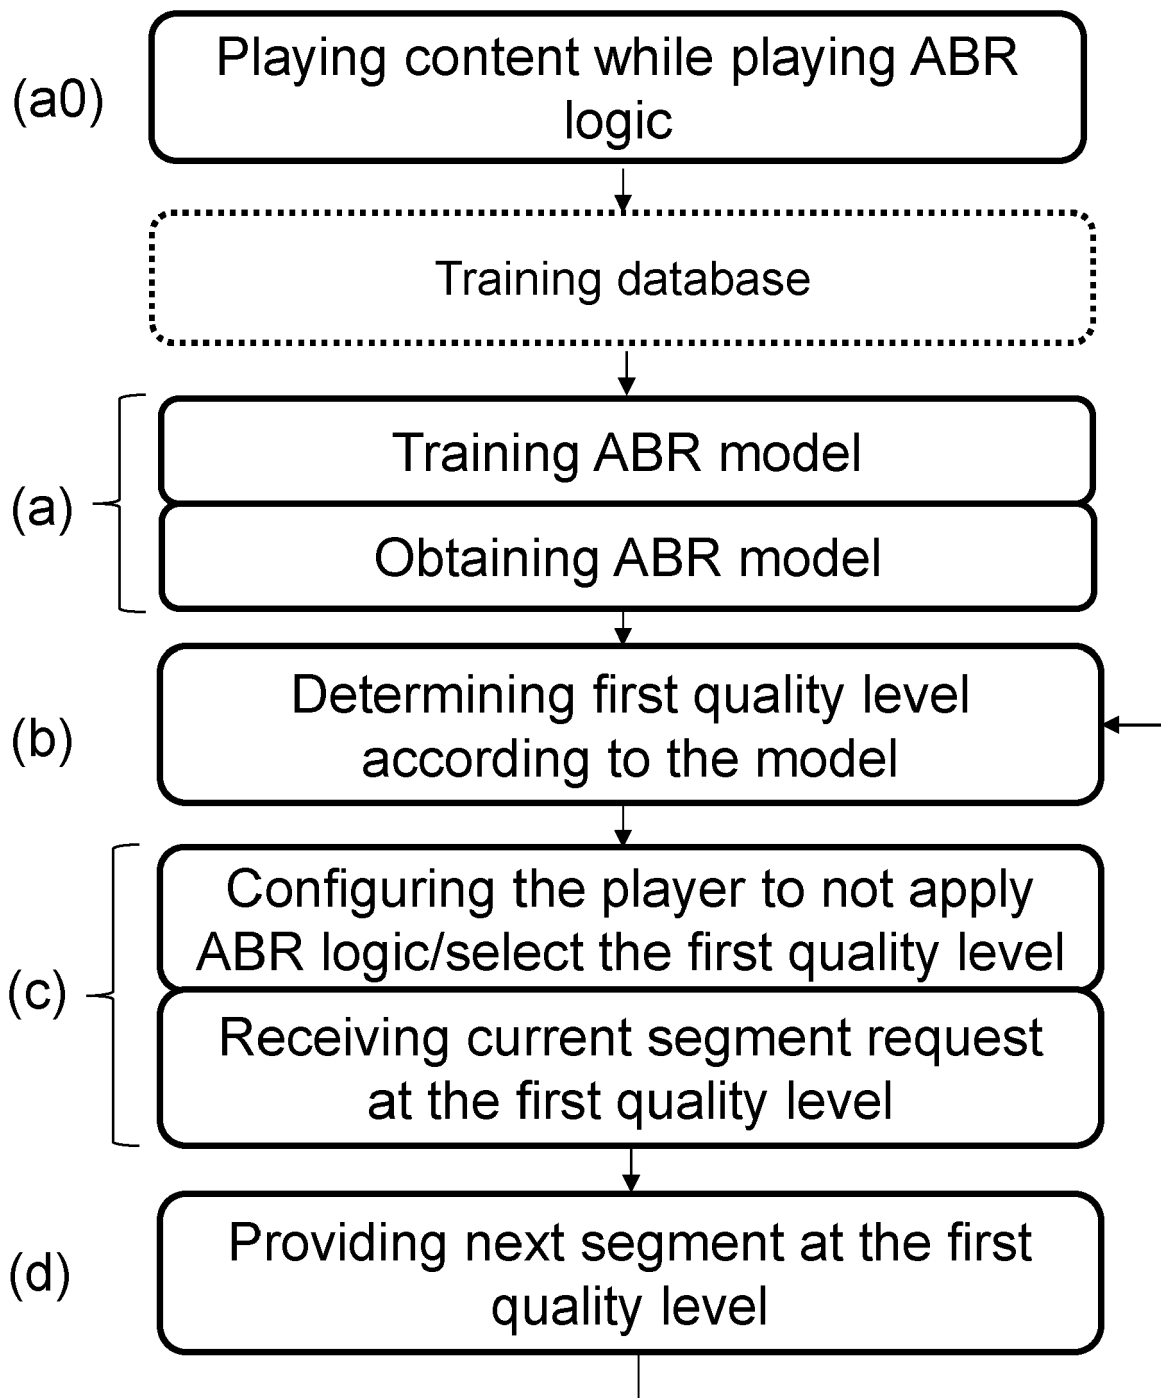 (a0)
Playing content while playing ABR
logic
Training database
(a)
Training ABR model
Obtaining ABR model
(b)
Determining first quality level
according to the model
(c)
Configuring the player to not apply
ABR logic/select the first quality level
Receiving current segment request
at the first quality level
(d)
Providing next segment at the first
quality level